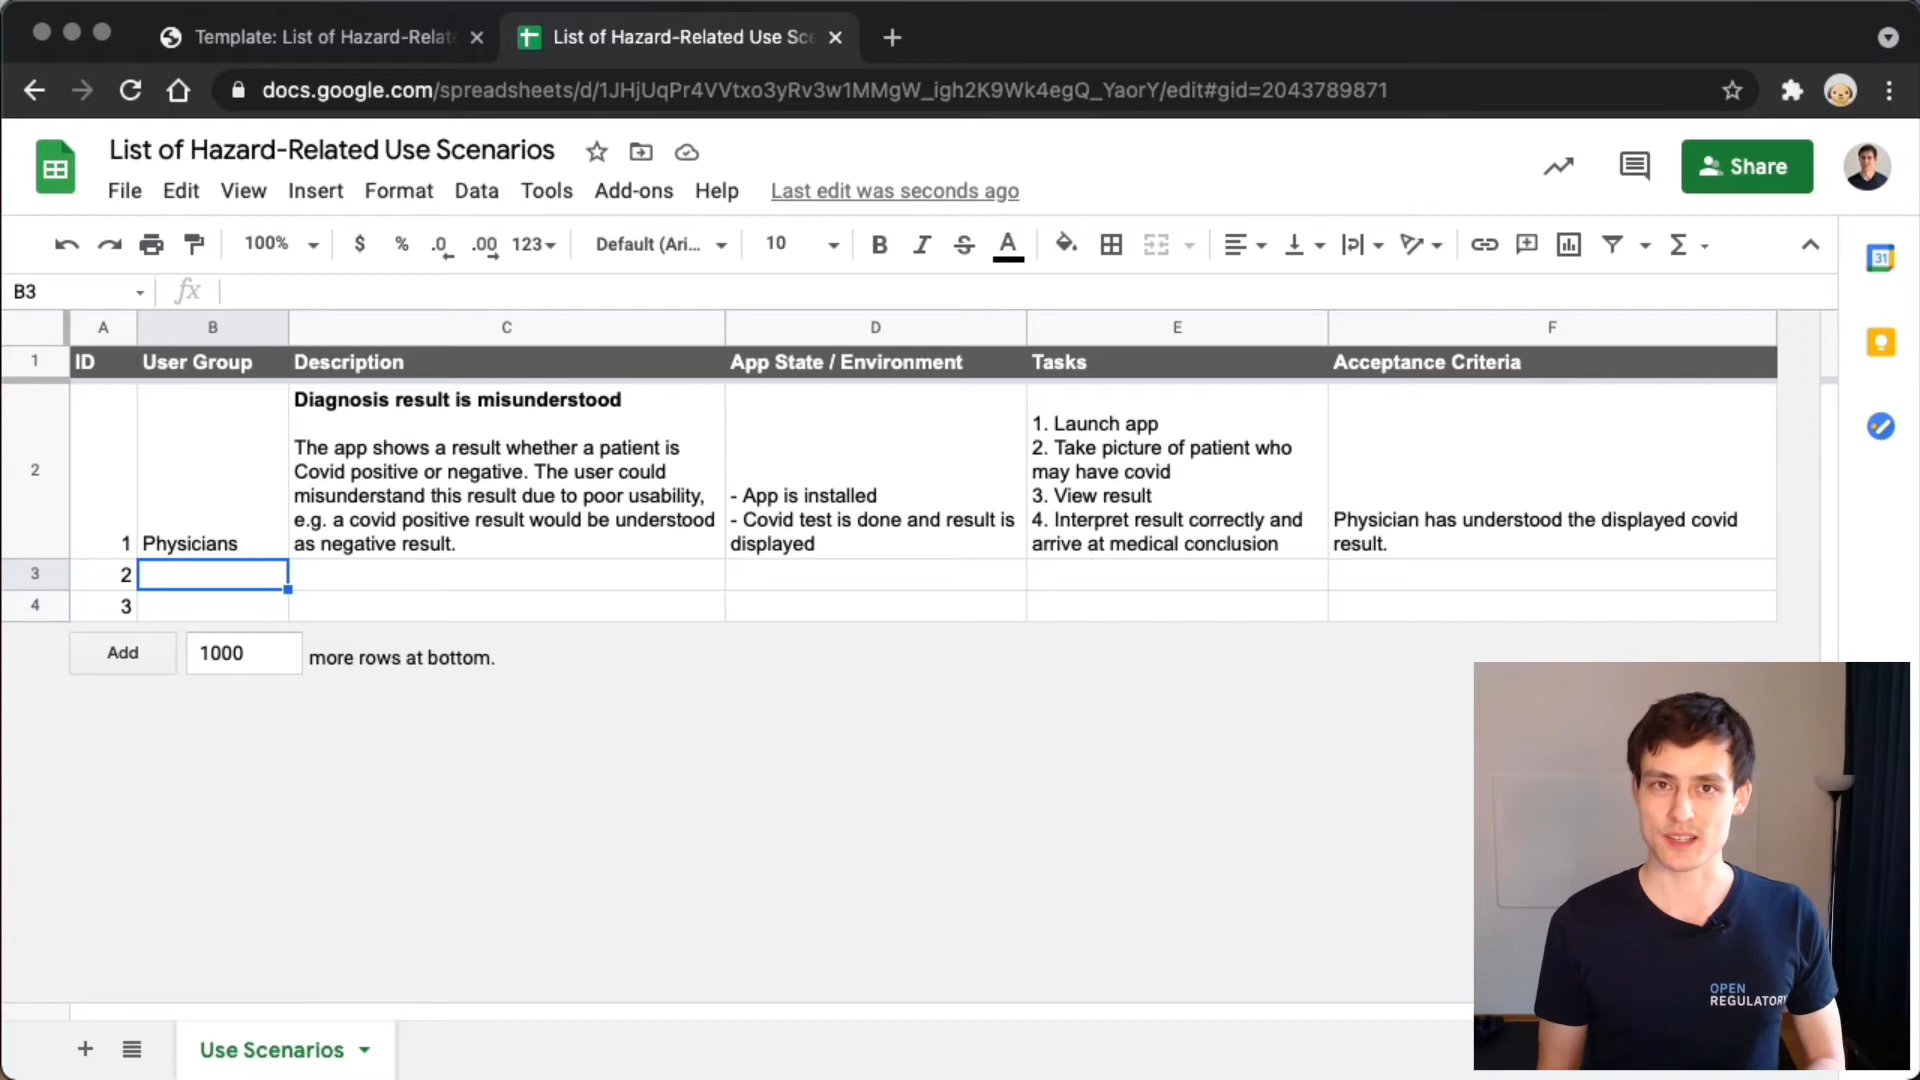 Template: List of Hazard-Relat
List of Hazard-Related Use Sce
docs.google.com/spreadsheets/d/1JHjUqPr4VVtxo3yRv3w1MMgW_igh2K9Wk4egQ_YaorY/edit#gid=2043789871
List of Hazard-Related Use Scenarios
File Edit View Insert Format Data Tools Add-ons Help Last edit was seconds ago
Share
100% $ % .0 .00 123 Default (Ari... 10 B I S A Σ
31
B3 fx
A B C D E F
1 ID User Group Description App State / Environment Tasks Acceptance Criteria
Diagnosis result is misunderstood
The app shows a result whether a patient is
Covid positive or negative. The user could
misunderstand this result due to poor usability,
e.g. a covid positive result would be understood
as negative result.
- App is installed
- Covid test is done and result is
displayed
1. Launch app
2. Take picture of patient who
may have covid
3. View result
4. Interpret result correctly and
arrive at medical conclusion
Physician has understood the displayed covid
result.
2 1 Physicians
3 2
4 3
Add 1000 more rows at bottom.
OPEN
REGULATORY
Use Scenarios